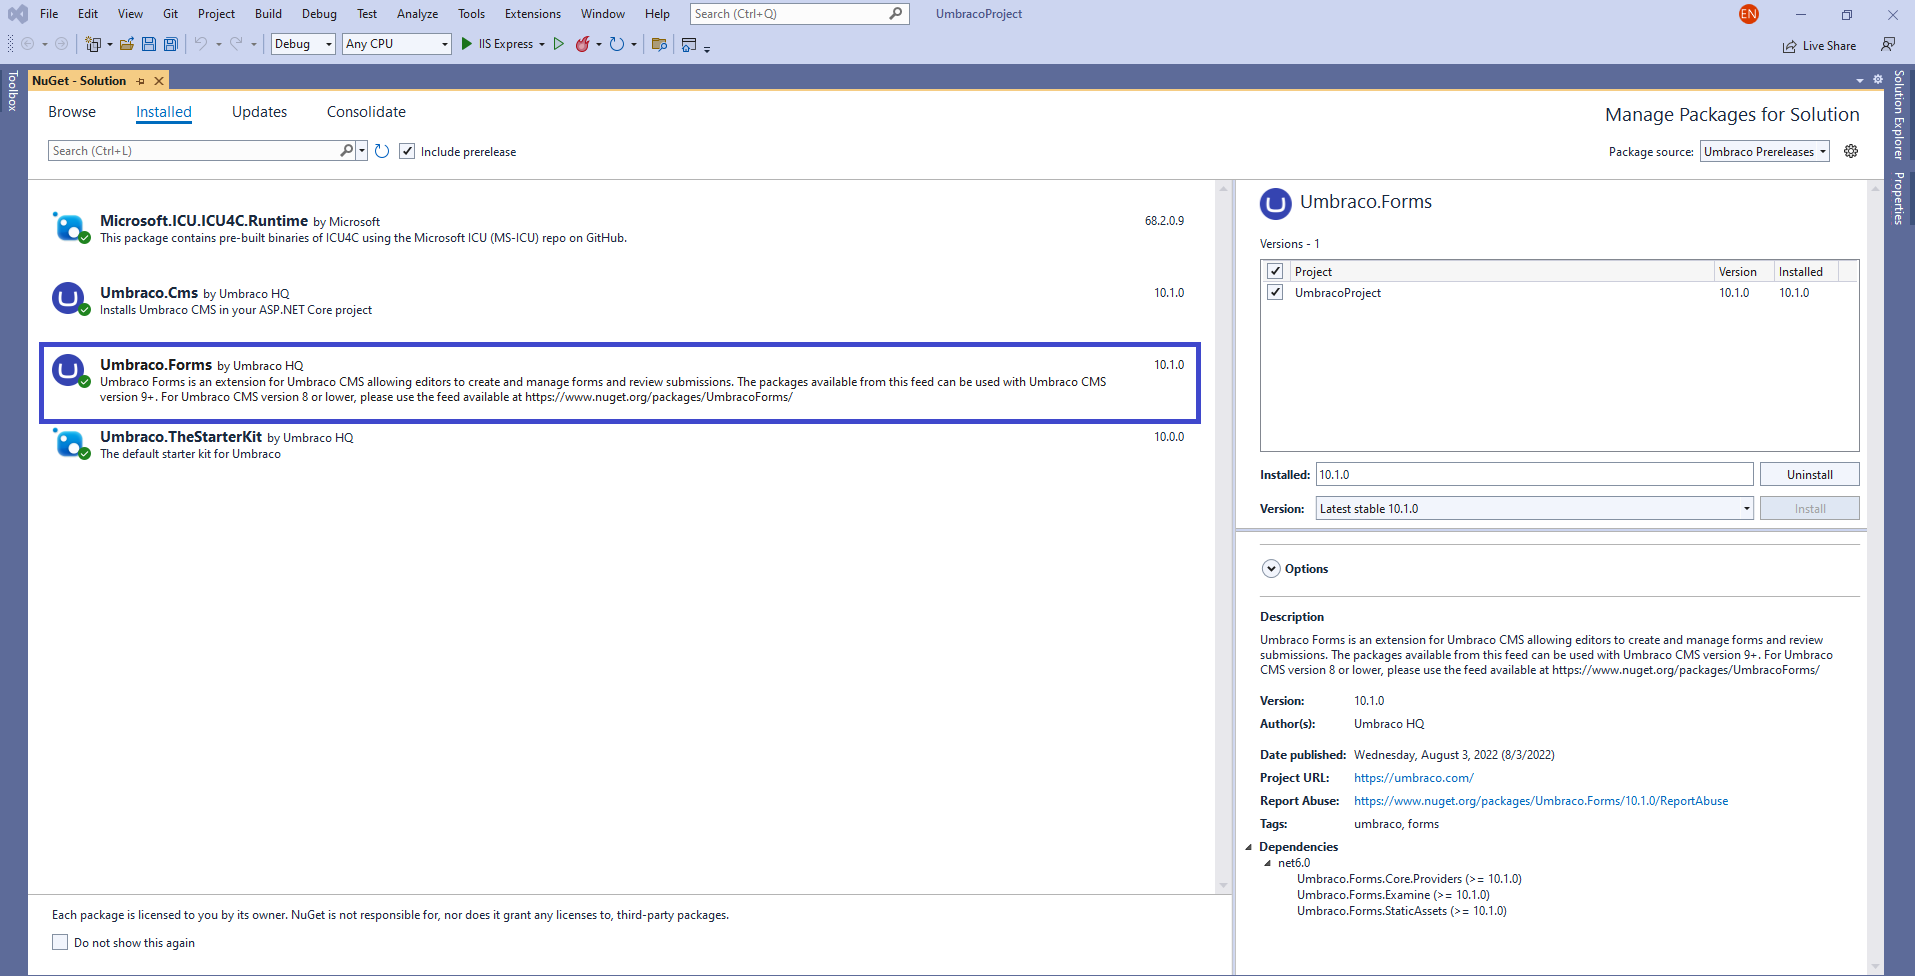 File Edit View Git Project Build Debug Test Analyze Tools Extensions Window Help Search (Ctrl+Q) UmbracoProject EN
Debug Any CPU IIS Express Live Share
Toolbox
NuGet - Solution
Solution Explorer
Properties
Browse Installed Updates Consolidate
Manage Packages for Solution
Search (Ctrl+L) Include prerelease
Package source: Umbraco Prereleases
Microsoft.ICU.ICU4C.Runtime by Microsoft 68.2.0.9
This package contains pre-built binaries of ICU4C using the Microsoft ICU (MS-ICU) repo on GitHub.
Umbraco.Cms by Umbraco HQ 10.1.0
Installs Umbraco CMS in your ASP.NET Core project
Umbraco.Forms by Umbraco HQ 10.1.0
Umbraco Forms is an extension for Umbraco CMS allowing editors to create and manage forms and review submissions. The packages available from this feed can be used with Umbraco CMS
version 9+. For Umbraco CMS version 8 or lower, please use the feed available at https://www.nuget.org/packages/UmbracoForms/
Umbraco.TheStarterKit by Umbraco HQ 10.0.0
The default starter kit for Umbraco
Each package is licensed to you by its owner. NuGet is not responsible for, nor does it grant any licenses to, third-party packages.
Do not show this again
Umbraco.Forms
Versions - 1
Project Version Installed
UmbracoProject 10.1.0 10.1.0
Installed: 10.1.0 Uninstall
Version: Latest stable 10.1.0 Install
Options
Description
Umbraco Forms is an extension for Umbraco CMS allowing editors to create and manage forms and review
submissions. The packages available from this feed can be used with Umbraco CMS version 9+. For Umbraco
CMS version 8 or lower, please use the feed available at https://www.nuget.org/packages/UmbracoForms/
Version: 10.1.0
Author(s): Umbraco HQ
Date published: Wednesday, August 3, 2022 (8/3/2022)
Project URL: https://umbraco.com/
Report Abuse: https://www.nuget.org/packages/Umbraco.Forms/10.1.0/ReportAbuse
Tags: umbraco, forms
Dependencies
net6.0
Umbraco.Forms.Core.Providers (>= 10.1.0)
Umbraco.Forms.Examine (>= 10.1.0)
Umbraco.Forms.StaticAssets (>= 10.1.0)